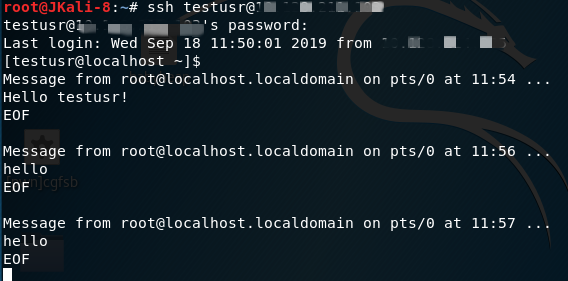 root@JKali-8:~# ssh testusr@
testusr@'s password:
Last login: Wed Sep 18 11:50:01 2019 from
[testusr@localhost ~]$
Message from root@localhost.localdomain on pts/0 at 11:54 ...
Hello testusr!
EOF
Message from root@localhost.localdomain on pts/0 at 11:56 ...
hello
EOF
[pwn]cgfsb
Message from root@localhost.localdomain on pts/0 at 11:57 ...
hello
EOF